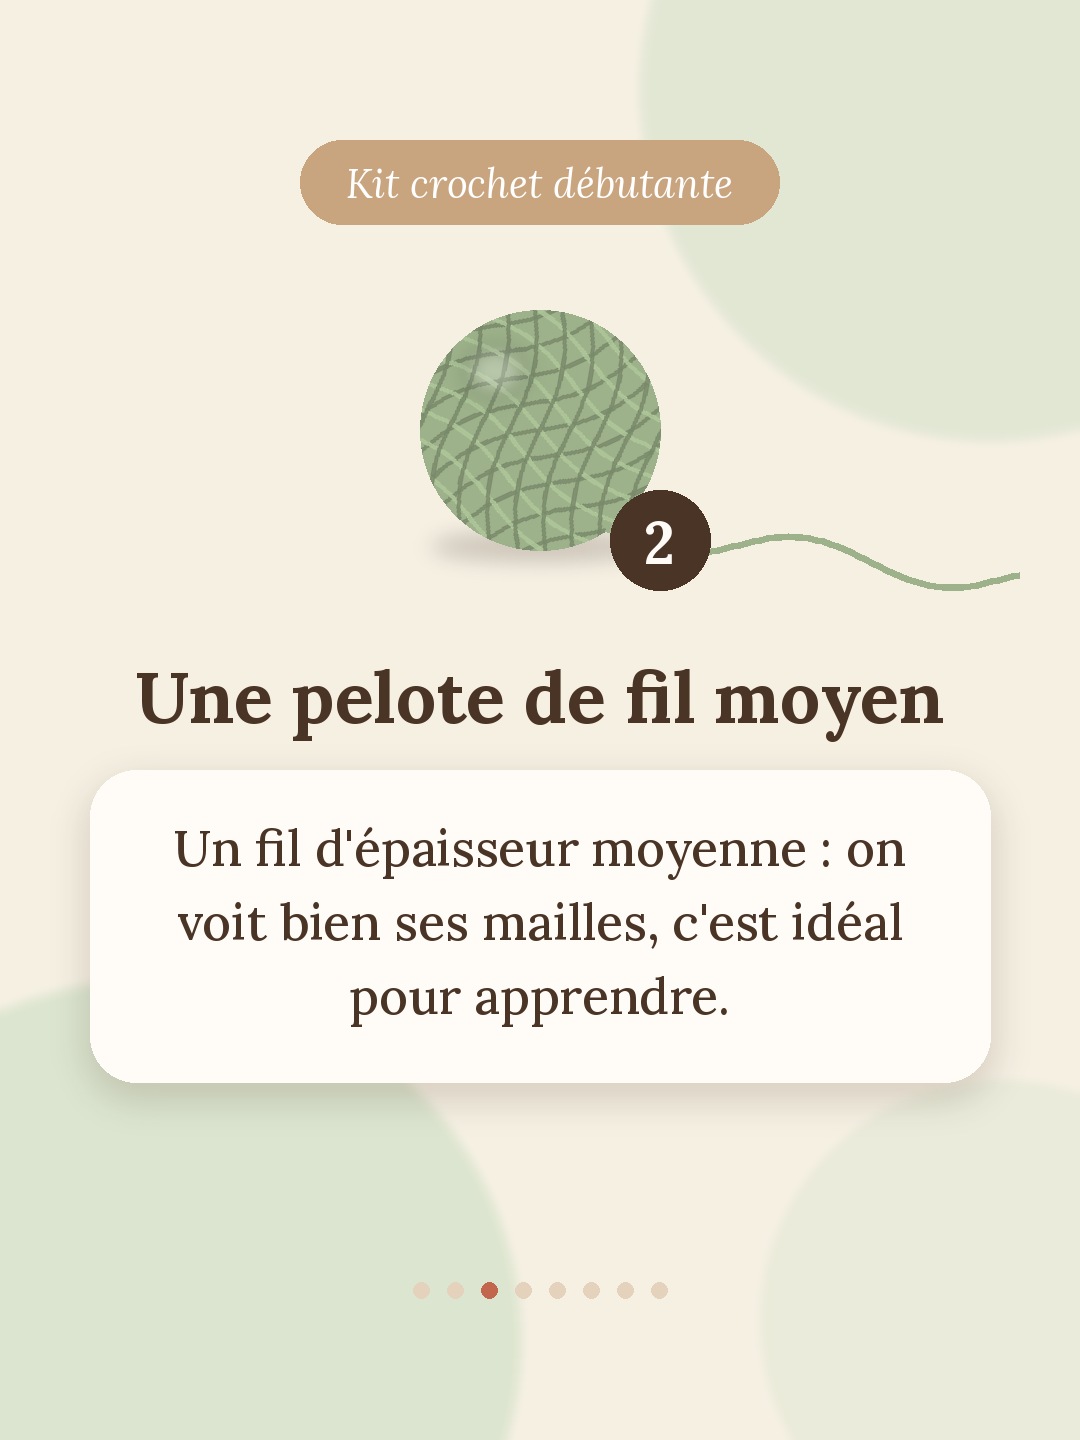 Kit crochet débutante
2
Une pelote de fil moyen
Un fil d'épaisseur moyenne : on
voit bien ses mailles, c'est idéal
pour apprendre.